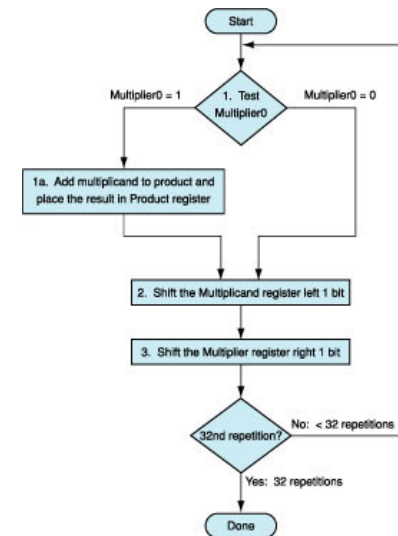 Start
Multiplier0 = 1
1. Test
Multiplier0
Multiplier0 = 0
1a. Add multiplicand to product and
place the result in Product register
2. Shift the Multiplicand register left 1 bit
3. Shift the Multiplier register right 1 bit
32nd repetition?
No: < 32 repetitions
Yes: 32 repetitions
Done